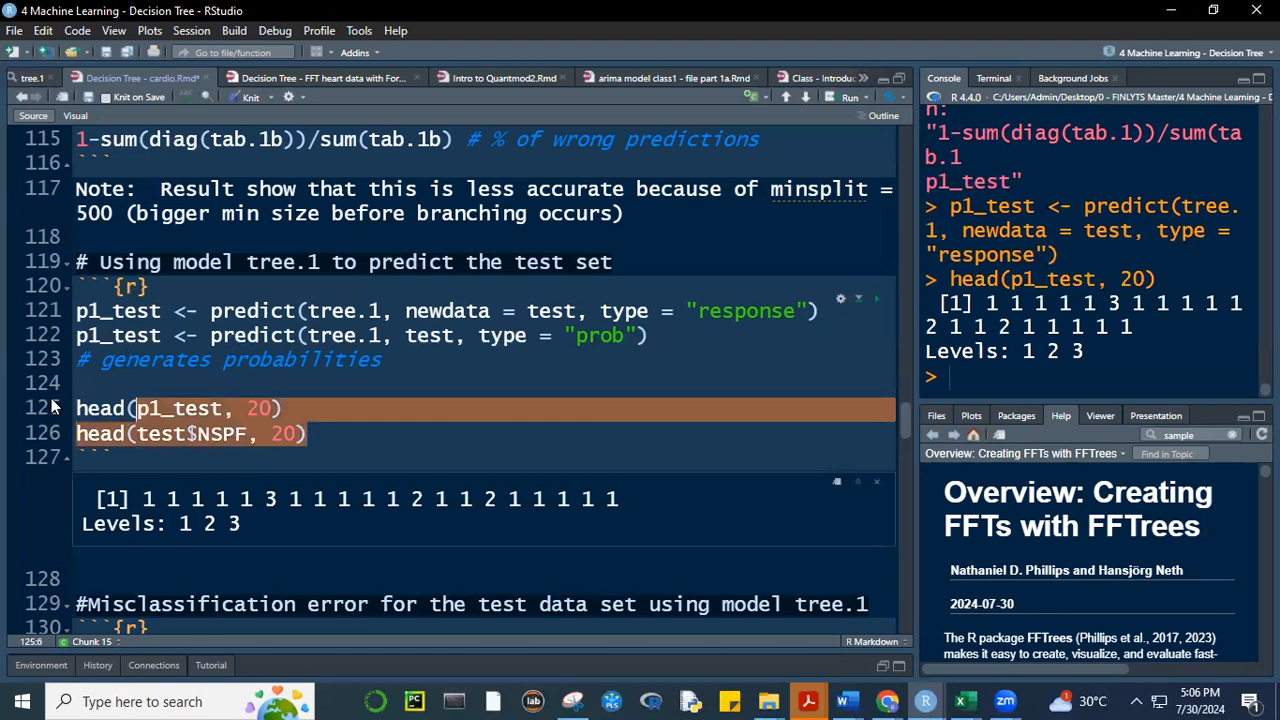 4 Machine Learning - Decision Tree - RStudio
File Edit Code View Plots Session Build Debug Profile Tools Help
Go to file/function Addins 4 Machine Learning - Decision Tree
tree.1 Decision Tree - cardio.Rmd* Decision Tree - FFT heart data with For... Intro to Quantmod2.Rmd arima model class1 - file part 1a.Rmd Class - Introduc
Knit on Save Knit Run
Source Visual Outline
115 1-sum(diag(tab.1b))/sum(tab.1b) # % of wrong predictions
116 ```
117 Note: Result show that this is less accurate because of minsplit =
500 (bigger min size before branching occurs)
118
119 # Using model tree.1 to predict the test set
120 ```{r}
121 p1_test <- predict(tree.1, newdata = test, type = "response")
122 p1_test <- predict(tree.1, test, type = "prob")
123 # generates probabilities
124
125 head(p1_test, 20)
126 head(test$NSPF, 20)
127 ```
[1] 1 1 1 1 1 3 1 1 1 1 1 2 1 1 2 1 1 1 1 1
Levels: 1 2 3
128
129 #Misclassification error for the test data set using model tree.1
130 ```{r}
125:6 Chunk 15 R Markdown
Environment History Connections Tutorial
Console Terminal Background Jobs
R 4.4.0 · C:/Users/Admin/Desktop/0 - FINLYTS Master/4 Machine Learning -
n:
"1-sum(diag(tab.1))/sum(ta
b.1
p1_test"
> p1_test <- predict(tree.
1, newdata = test, type =
"response")
> head(p1_test, 20)
[1] 1 1 1 1 1 3 1 1 1 1 1
2 1 1 2 1 1 1 1 1
Levels: 1 2 3
>
Files Plots Packages Help Viewer Presentation
sample
Overview: Creating FFTs with FFTrees Find in Topic
Overview: Creating
FFTs with FFTrees
Nathaniel D. Phillips and Hansjörg Neth
2024-07-30
The R package FFTrees (Phillips et al., 2017, 2023)
makes it easy to create, visualize, and evaluate fast-
Type here to search
lab
PLS
30°C
5:06 PM
7/30/2024